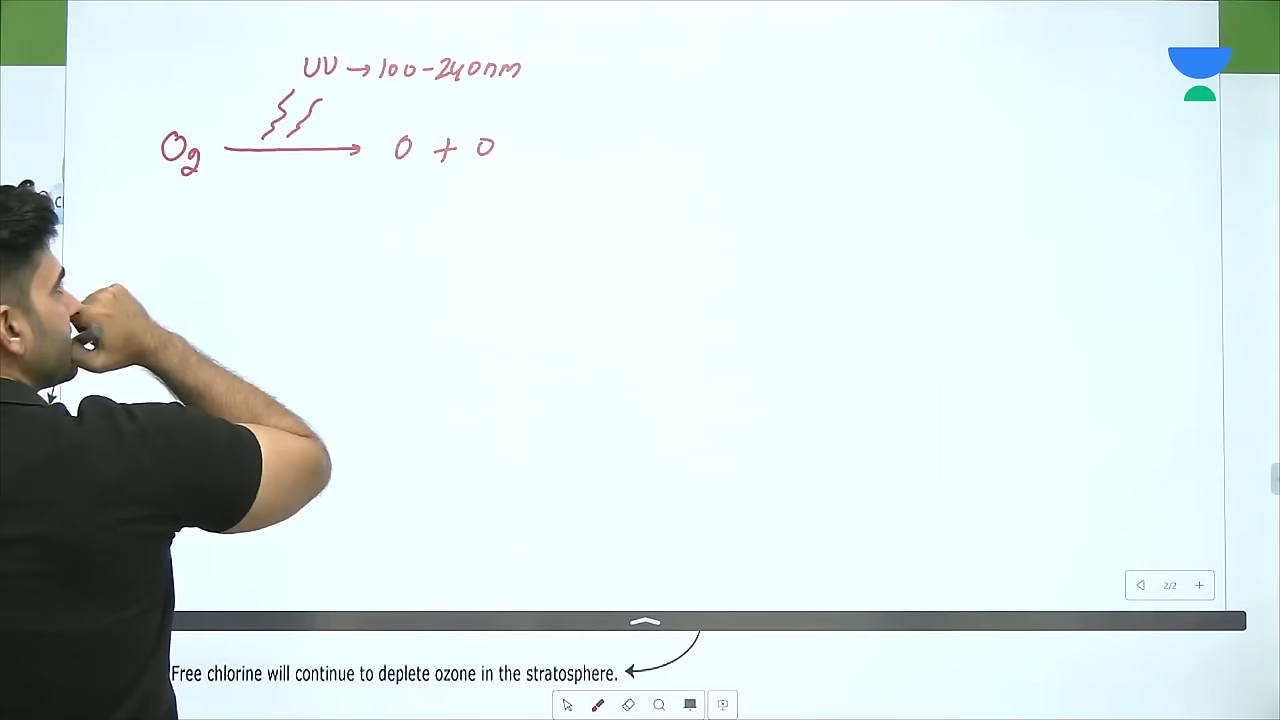 UV → 100-240nm
O₂ → O + O
C
2/2
Free chlorine will continue to deplete ozone in the stratosphere.